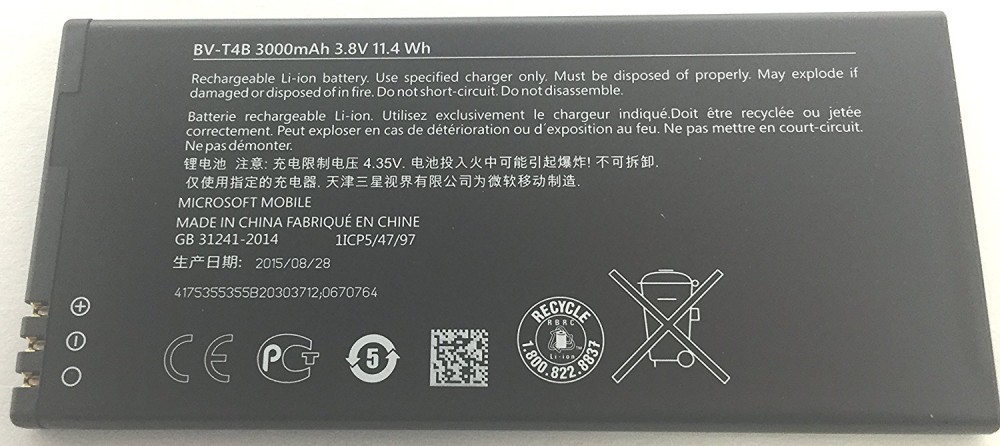 BV-T4B 3000mAh 3.8V 11.4 Wh
Rechargeable Li-ion battery. Use specified charger only. Must be disposed of properly. May explode if
damaged or disposed of in fire. Do not short-circuit. Do not disassemble.
Batterie rechargeable Li-ion. Utilisez exclusivement le chargeur indiqué.Doit être recyclée ou jetée
correctement. Peut exploser en cas de détérioration ou d'exposition au feu. Ne pas mettre en court-circuit.
Ne pas démonter.
锂电池 注意: 充电限制电压 4.35V. 电池投入火中可能引起爆炸! 不可拆卸.
仅使用指定的充电器. 天津三星视界有限公司为微软移动制造.
MICROSOFT MOBILE
MADE IN CHINA FABRIQUÉ EN CHINE
GB 31241-2014 1ICP5/47/97
生产日期: 2015/08/28
4175355355B20303712;0670764
CE
PCT
5
RECYCLE
RBRC
Li-ion
1.800.822.8837